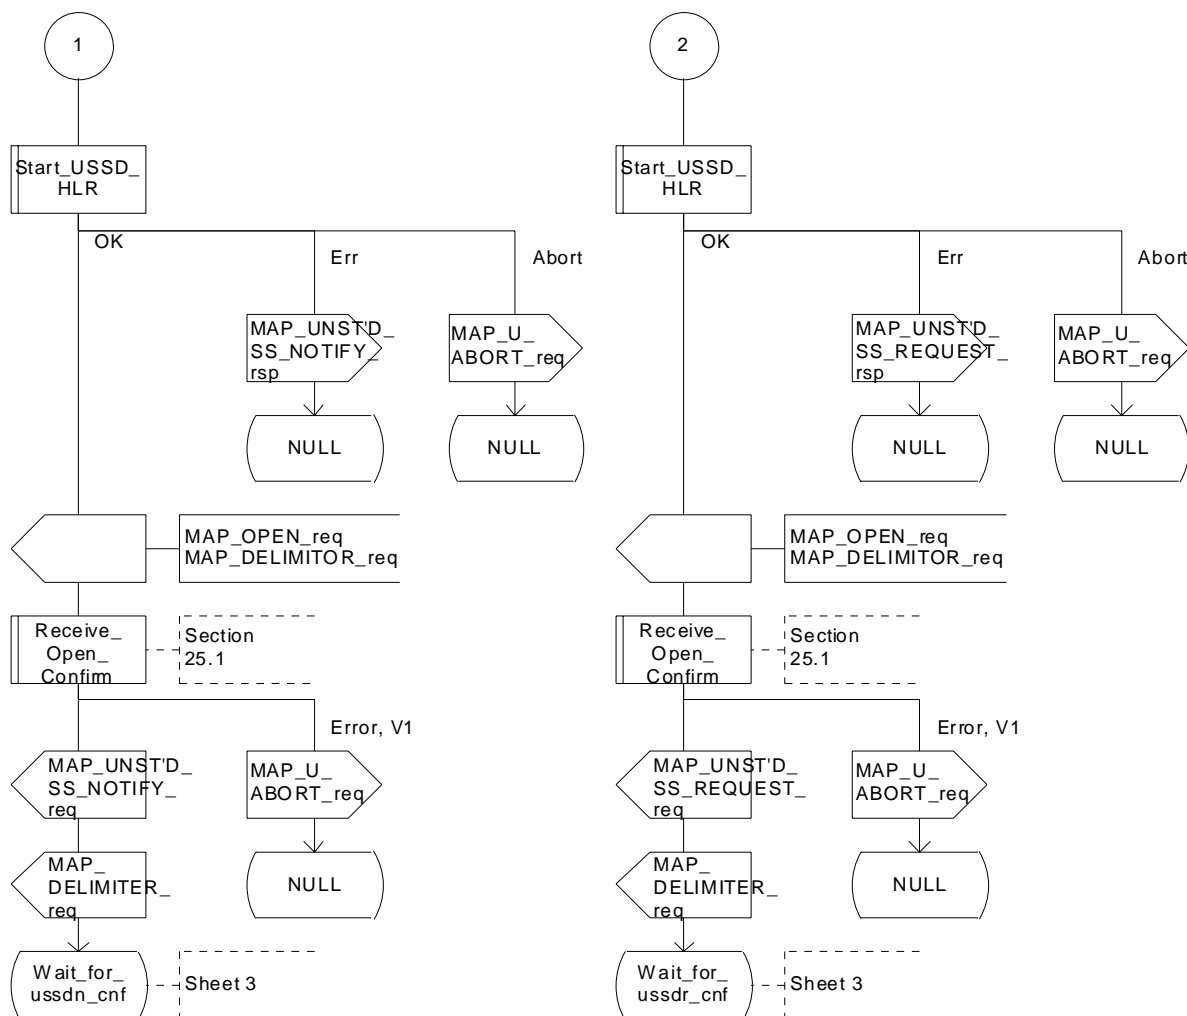 1
Start_USSD_
HLR
OK
Err
Abort
MAP_UNST'D_
SS_NOTIFY_
rsp
MAP_U_
ABORT_req
NULL
NULL
MAP_OPEN_req
MAP_DELIMITOR_req
Receive_
Open_
Confirm
Section
25.1
Error, V1
MAP_UNST'D_
SS_NOTIFY_
req
MAP_U_
ABORT_req
MAP_
DELIMITER_
req
NULL
Wait_for_
ussdn_cnf
Sheet 3
2
Start_USSD_
HLR
OK
Err
Abort
MAP_UNST'D_
SS_REQUEST_
rsp
MAP_U_
ABORT_req
NULL
NULL
MAP_OPEN_req
MAP_DELIMITOR_req
Receive_
Open_
Confirm
Section
25.1
Error, V1
MAP_UNST'D_
SS_REQUEST_
req
MAP_U_
ABORT_req
MAP_
DELIMITER_
req
NULL
Wait_for_
ussdr_cnf
Sheet 3